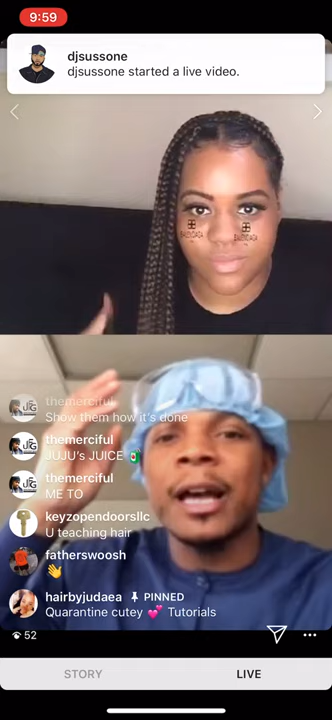 9:59
djsussone
djsussone started a live video.
themerciful
Show them how it's done
themerciful
JUJU's JUICE
themerciful
ME TO
keyzopendoorsllc
U teaching hair
fatherswoosh
👋
hairbyjudaea PINNED
Quarantine cutey 💕 Tutorials
52
STORY LIVE